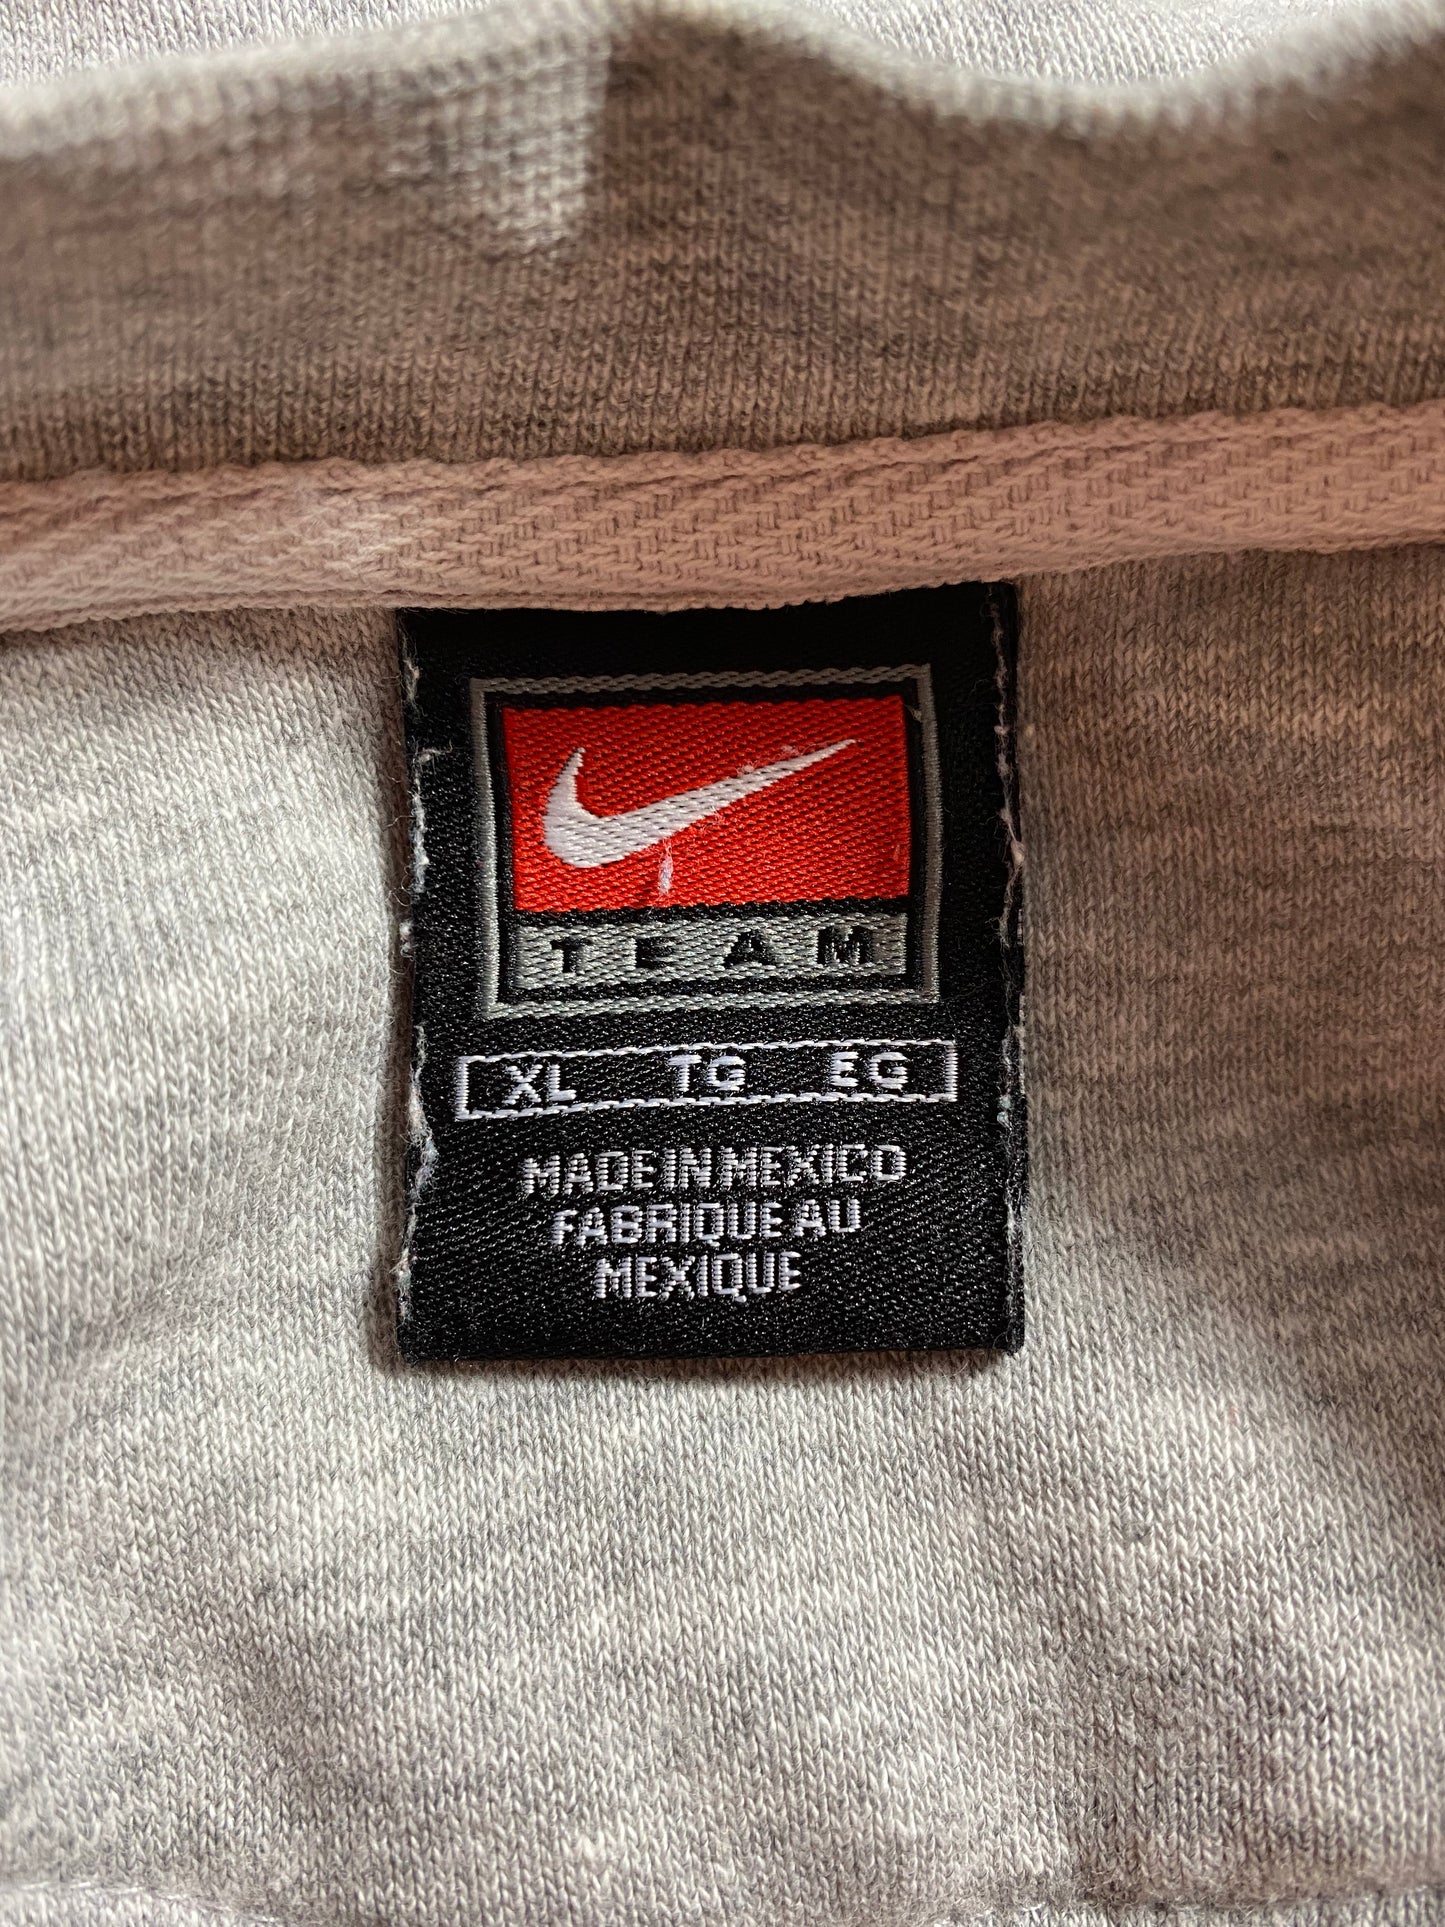 TEAM
XL TG EG
MADE IN MEXICO
FABRIQUE AU
MEXIQUE